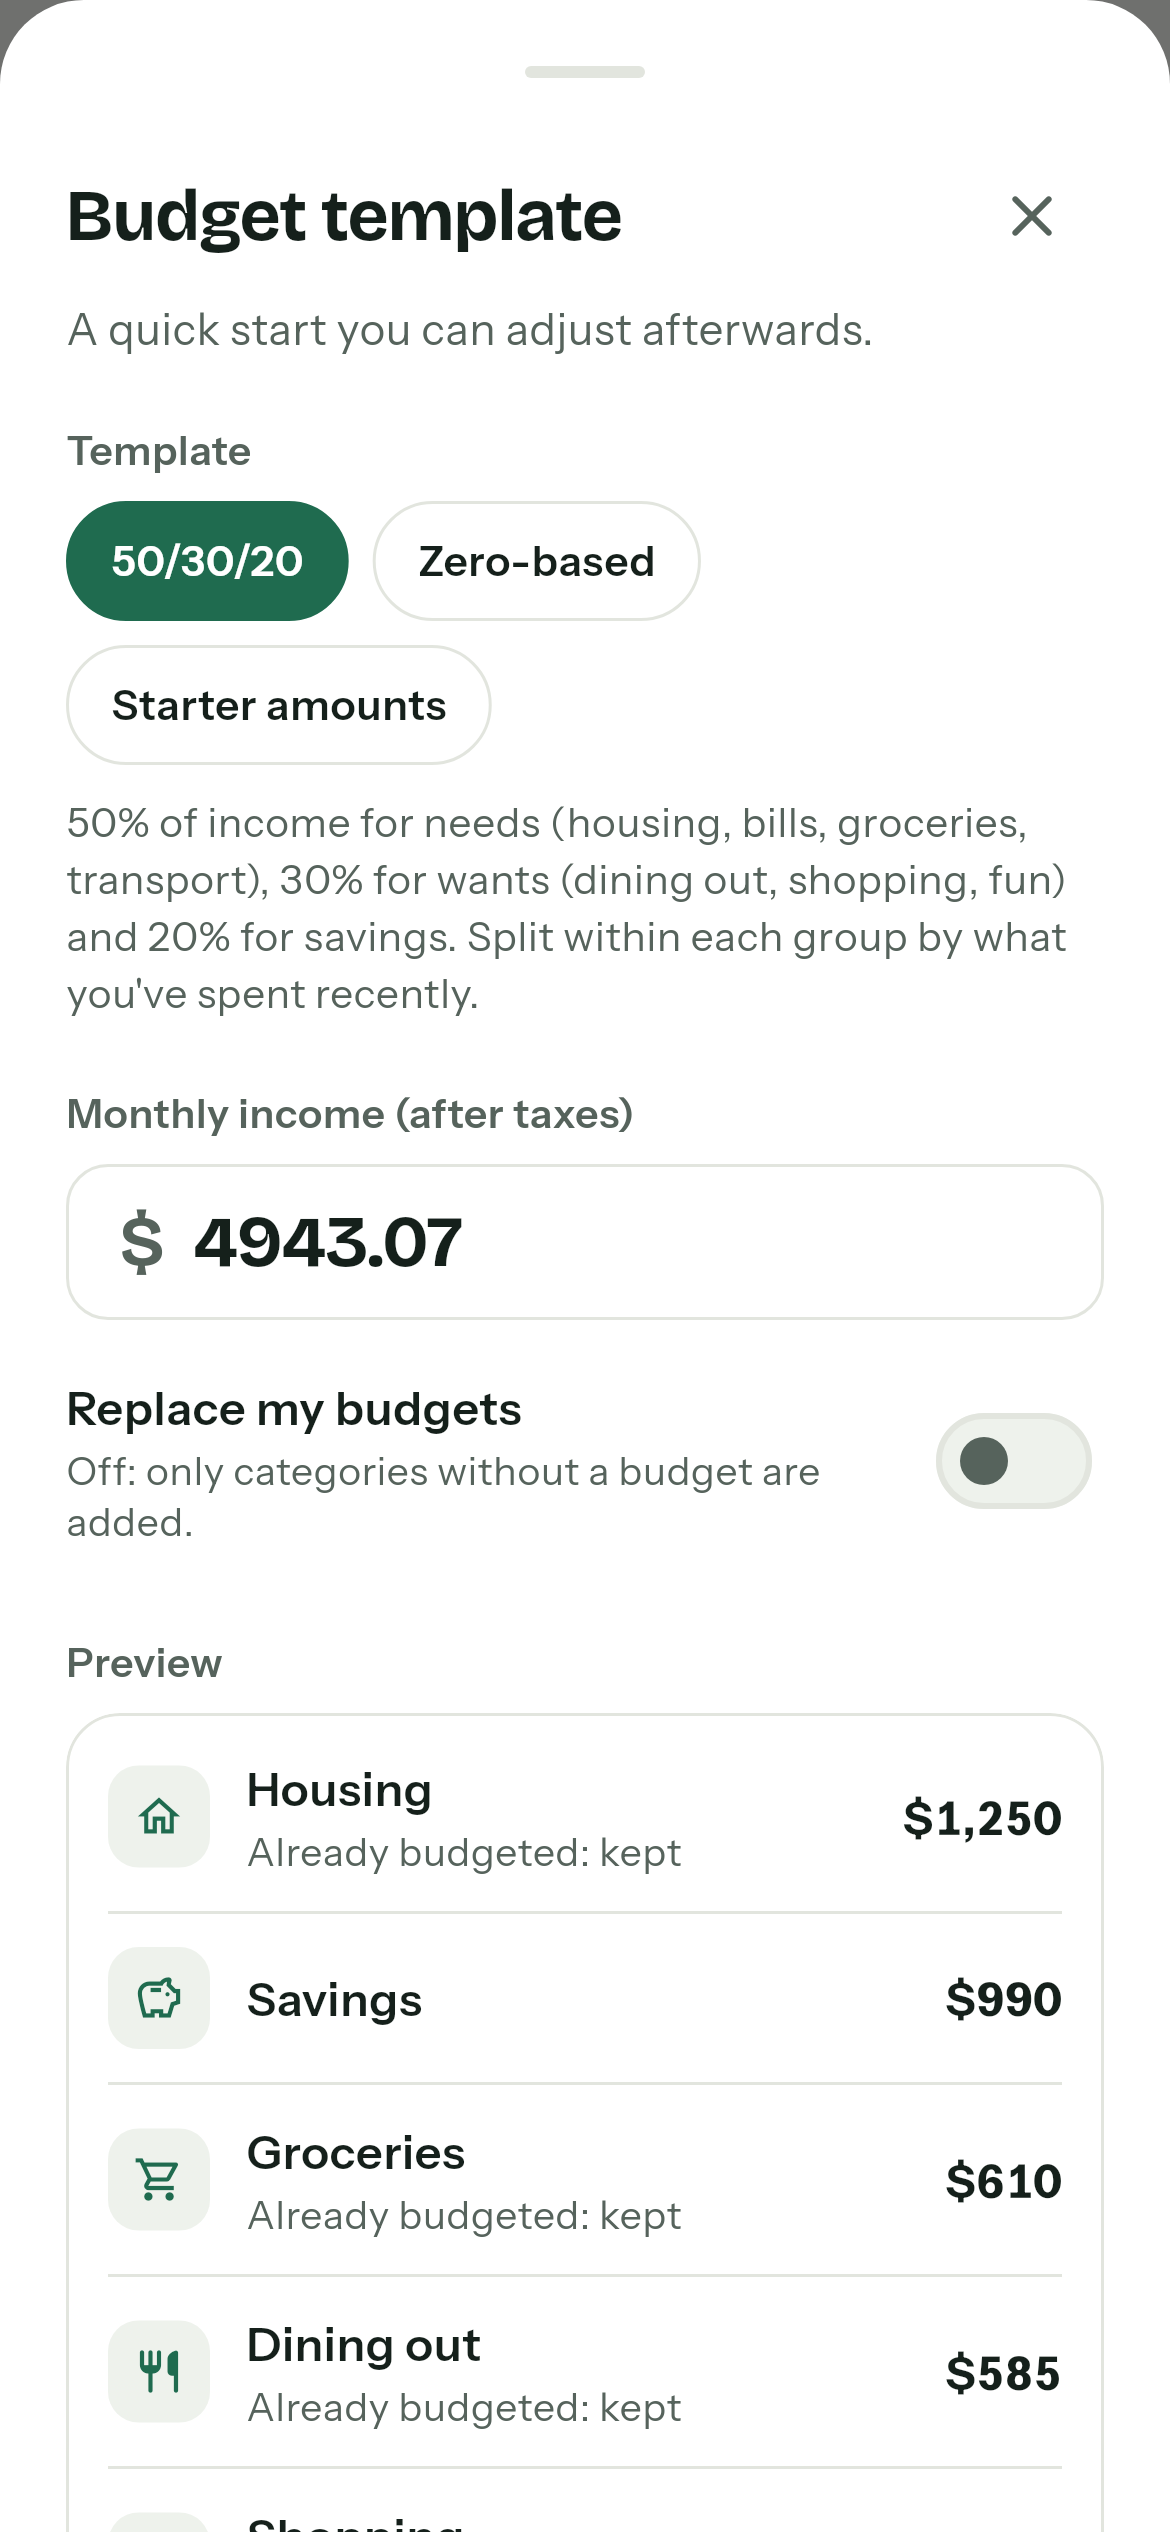 Budget template
A quick start you can adjust afterwards.
Template
50/30/20
Zero-based
Starter amounts
50% of income for needs (housing, bills, groceries,
transport), 30% for wants (dining out, shopping, fun)
and 20% for savings. Split within each group by what
you've spent recently.
Monthly income (after taxes)
$ 4943.07
Replace my budgets
Off: only categories without a budget are
added.
Preview
Housing
Already budgeted: kept
$1,250
Savings
$990
Groceries
Already budgeted: kept
$610
Dining out
Already budgeted: kept
$585
Shopping